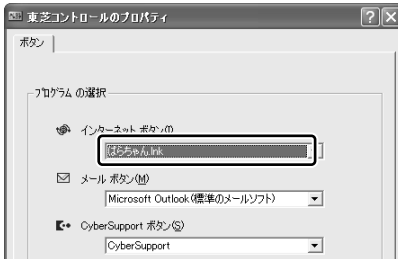 東芝コントロールのプロパティ
ボタン
プログラム の選択
インターネット ボタン(I)
ぱらちゃん.lnk
メール ボタン(M)
Microsoft Outlook(標準のメールソフト)
CyberSupport ボタン(S)
CyberSupport